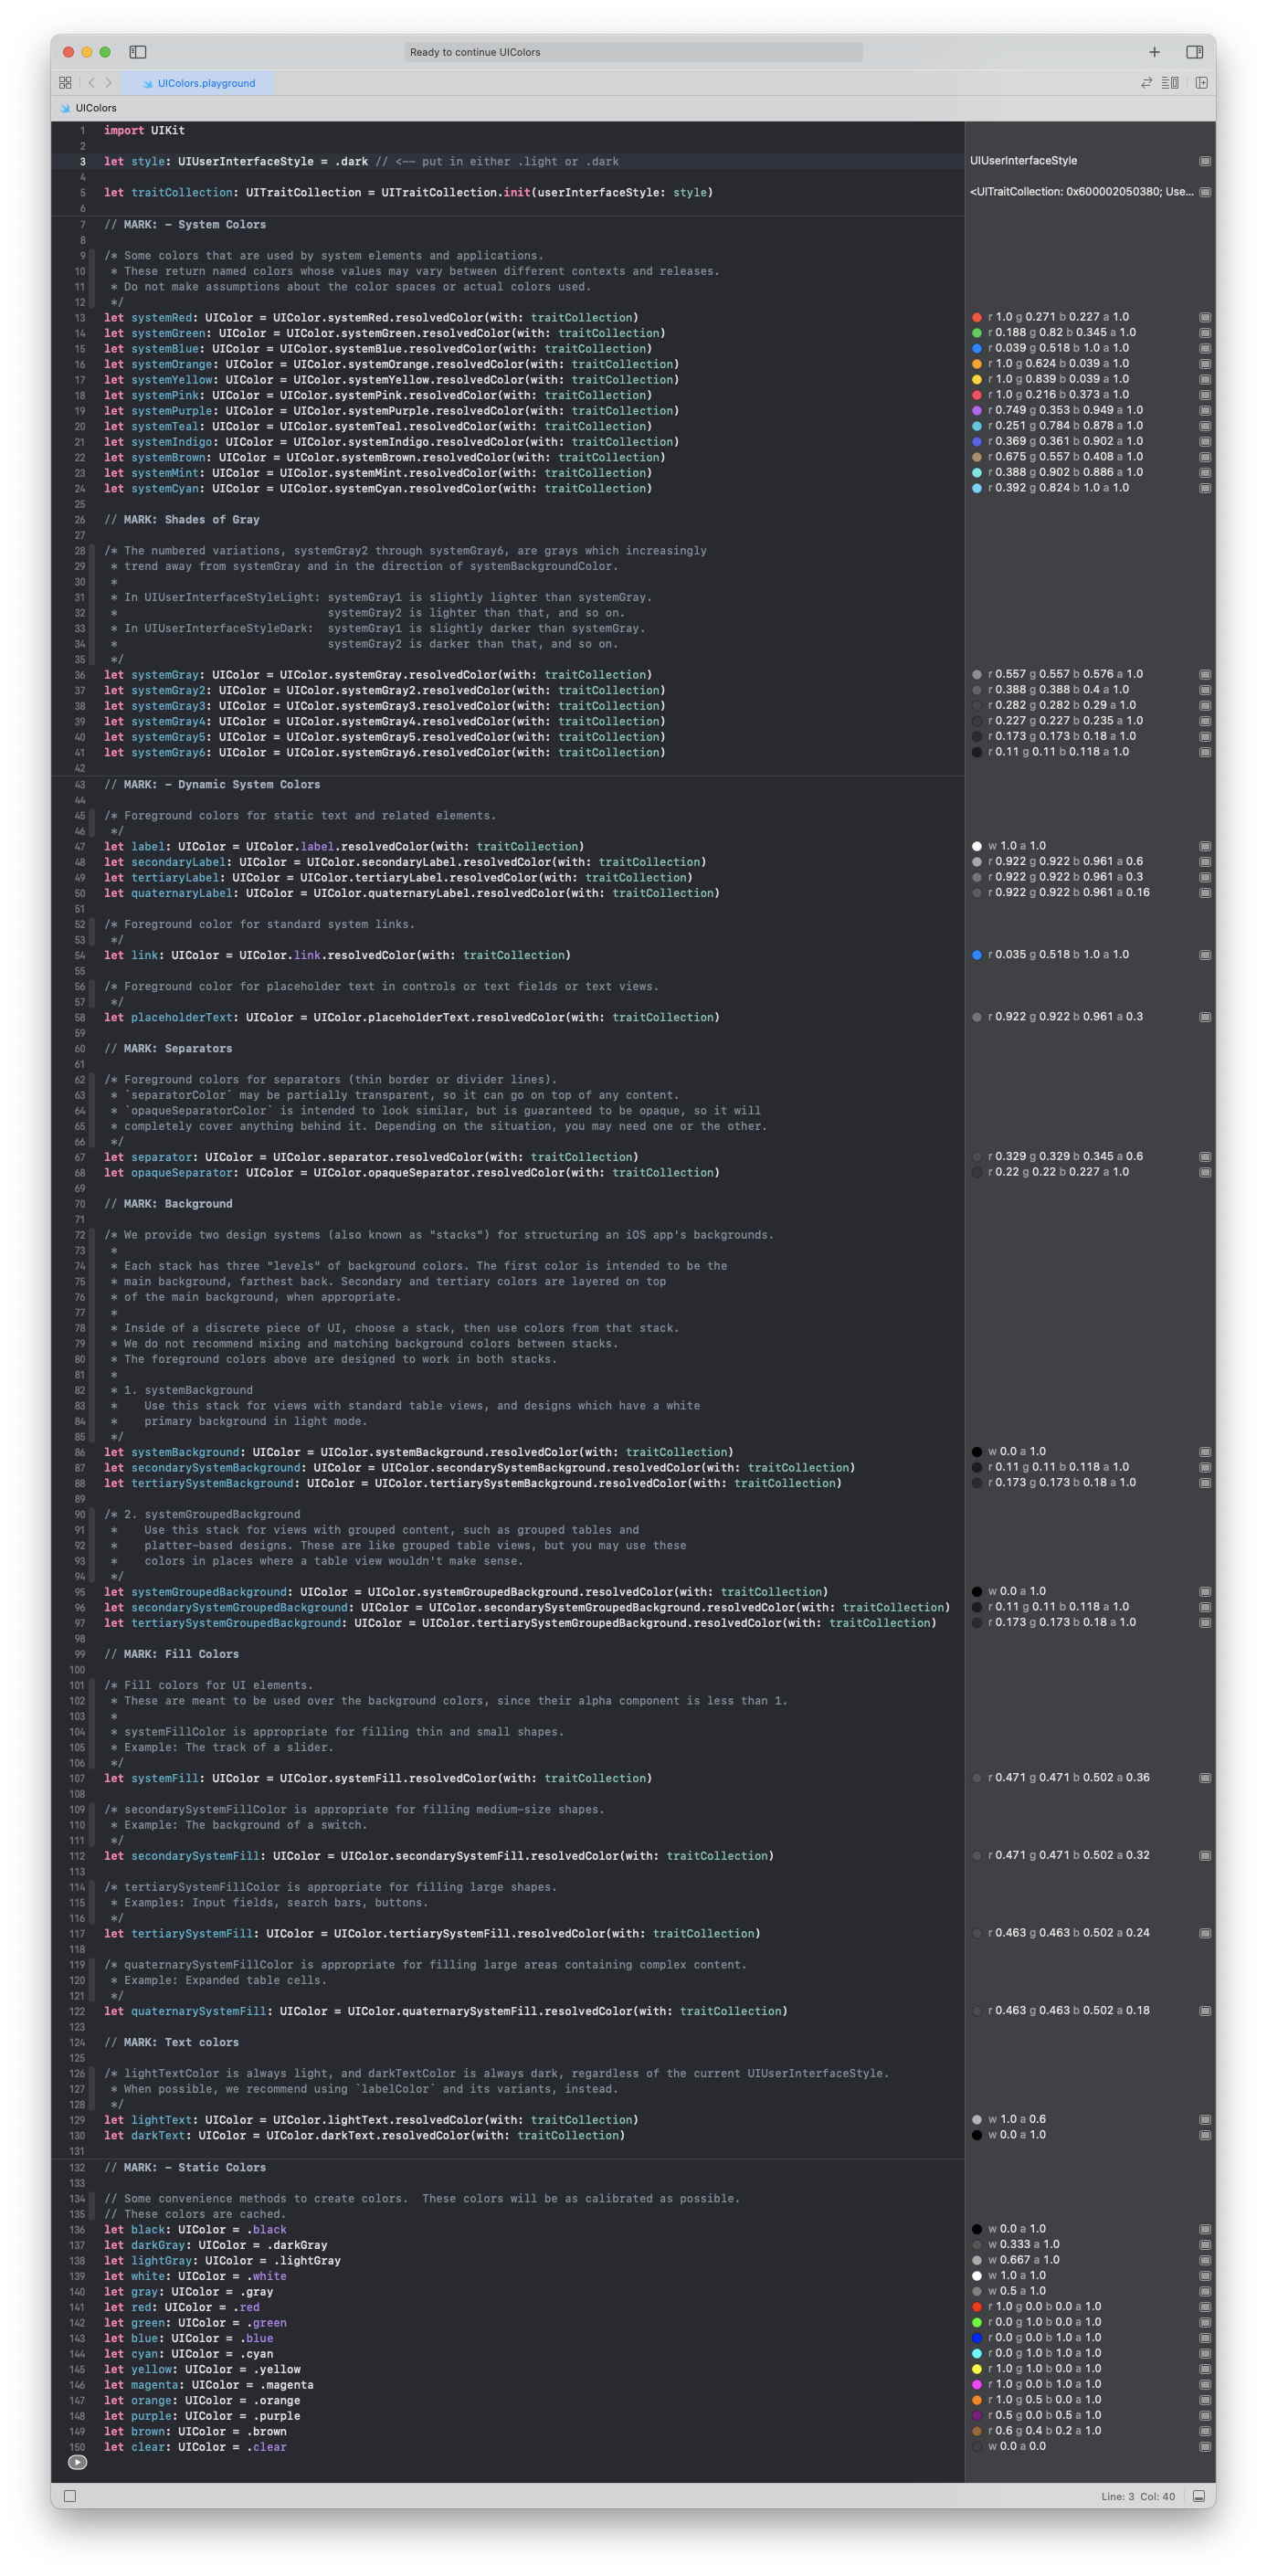 Ready to continue UIColors
UIColors.playground
UIColors
1 import UIKit
2
3 let style: UIUserInterfaceStyle = .dark // <-- put in either .light or .dark UIUserInterfaceStyle
4
5 let traitCollection: UITraitCollection = UITraitCollection.init(userInterfaceStyle: style) <UITraitCollection: 0x600002050380; Use...
6
7 // MARK: - System Colors
8
9 /* Some colors that are used by system elements and applications.
10 * These return named colors whose values may vary between different contexts and releases.
11 * Do not make assumptions about the color spaces or actual colors used.
12 */
13 let systemRed: UIColor = UIColor.systemRed.resolvedColor(with: traitCollection) r 1.0 g 0.271 b 0.227 a 1.0
14 let systemGreen: UIColor = UIColor.systemGreen.resolvedColor(with: traitCollection) r 0.188 g 0.82 b 0.345 a 1.0
15 let systemBlue: UIColor = UIColor.systemBlue.resolvedColor(with: traitCollection) r 0.039 g 0.518 b 1.0 a 1.0
16 let systemOrange: UIColor = UIColor.systemOrange.resolvedColor(with: traitCollection) r 1.0 g 0.624 b 0.039 a 1.0
17 let systemYellow: UIColor = UIColor.systemYellow.resolvedColor(with: traitCollection) r 1.0 g 0.839 b 0.039 a 1.0
18 let systemPink: UIColor = UIColor.systemPink.resolvedColor(with: traitCollection) r 1.0 g 0.216 b 0.373 a 1.0
19 let systemPurple: UIColor = UIColor.systemPurple.resolvedColor(with: traitCollection) r 0.749 g 0.353 b 0.949 a 1.0
20 let systemTeal: UIColor = UIColor.systemTeal.resolvedColor(with: traitCollection) r 0.251 g 0.784 b 0.878 a 1.0
21 let systemIndigo: UIColor = UIColor.systemIndigo.resolvedColor(with: traitCollection) r 0.369 g 0.361 b 0.902 a 1.0
22 let systemBrown: UIColor = UIColor.systemBrown.resolvedColor(with: traitCollection) r 0.675 g 0.557 b 0.408 a 1.0
23 let systemMint: UIColor = UIColor.systemMint.resolvedColor(with: traitCollection) r 0.388 g 0.902 b 0.886 a 1.0
24 let systemCyan: UIColor = UIColor.systemCyan.resolvedColor(with: traitCollection) r 0.392 g 0.824 b 1.0 a 1.0
25
26 // MARK: Shades of Gray
27
28 /* The numbered variations, systemGray2 through systemGray6, are grays which increasingly
29 * trend away from systemGray and in the direction of systemBackgroundColor.
30 *
31 * In UIUserInterfaceStyleLight: systemGray1 is slightly lighter than systemGray.
32 * systemGray2 is lighter than that, and so on.
33 * In UIUserInterfaceStyleDark: systemGray1 is slightly darker than systemGray.
34 * systemGray2 is darker than that, and so on.
35 */
36 let systemGray: UIColor = UIColor.systemGray.resolvedColor(with: traitCollection) r 0.557 g 0.557 b 0.576 a 1.0
37 let systemGray2: UIColor = UIColor.systemGray2.resolvedColor(with: traitCollection) r 0.388 g 0.388 b 0.4 a 1.0
38 let systemGray3: UIColor = UIColor.systemGray3.resolvedColor(with: traitCollection) r 0.282 g 0.282 b 0.29 a 1.0
39 let systemGray4: UIColor = UIColor.systemGray4.resolvedColor(with: traitCollection) r 0.227 g 0.227 b 0.235 a 1.0
40 let systemGray5: UIColor = UIColor.systemGray5.resolvedColor(with: traitCollection) r 0.173 g 0.173 b 0.18 a 1.0
41 let systemGray6: UIColor = UIColor.systemGray6.resolvedColor(with: traitCollection) r 0.11 g 0.11 b 0.118 a 1.0
42
43 // MARK: - Dynamic System Colors
44
45 /* Foreground colors for static text and related elements.
46 */
47 let label: UIColor = UIColor.label.resolvedColor(with: traitCollection) w 1.0 a 1.0
48 let secondaryLabel: UIColor = UIColor.secondaryLabel.resolvedColor(with: traitCollection) r 0.922 g 0.922 b 0.961 a 0.6
49 let tertiaryLabel: UIColor = UIColor.tertiaryLabel.resolvedColor(with: traitCollection) r 0.922 g 0.922 b 0.961 a 0.3
50 let quaternaryLabel: UIColor = UIColor.quaternaryLabel.resolvedColor(with: traitCollection) r 0.922 g 0.922 b 0.961 a 0.16
51
52 /* Foreground color for standard system links.
53 */
54 let link: UIColor = UIColor.link.resolvedColor(with: traitCollection) r 0.035 g 0.518 b 1.0 a 1.0
55
56 /* Foreground color for placeholder text in controls or text fields or text views.
57 */
58 let placeholderText: UIColor = UIColor.placeholderText.resolvedColor(with: traitCollection) r 0.922 g 0.922 b 0.961 a 0.3
59
60 // MARK: Separators
61
62 /* Foreground colors for separators (thin border or divider lines).
63 * `separatorColor` may be partially transparent, so it can go on top of any content.
64 * `opaqueSeparatorColor` is intended to look similar, but is guaranteed to be opaque, so it will
65 * completely cover anything behind it. Depending on the situation, you may need one or the other.
66 */
67 let separator: UIColor = UIColor.separator.resolvedColor(with: traitCollection) r 0.329 g 0.329 b 0.345 a 0.6
68 let opaqueSeparator: UIColor = UIColor.opaqueSeparator.resolvedColor(with: traitCollection) r 0.22 g 0.22 b 0.227 a 1.0
69
70 // MARK: Background
71
72 /* We provide two design systems (also known as "stacks") for structuring an iOS app's backgrounds.
73 *
74 * Each stack has three "levels" of background colors. The first color is intended to be the
75 * main background, farthest back. Secondary and tertiary colors are layered on top
76 * of the main background, when appropriate.
77 *
78 * Inside of a discrete piece of UI, choose a stack, then use colors from that stack.
79 * We do not recommend mixing and matching background colors between stacks.
80 * The foreground colors above are designed to work in both stacks.
81 *
82 * 1. systemBackground
83 * Use this stack for views with standard table views, and designs which have a white
84 * primary background in light mode.
85 */
86 let systemBackground: UIColor = UIColor.systemBackground.resolvedColor(with: traitCollection) w 0.0 a 1.0
87 let secondarySystemBackground: UIColor = UIColor.secondarySystemBackground.resolvedColor(with: traitCollection) r 0.11 g 0.11 b 0.118 a 1.0
88 let tertiarySystemBackground: UIColor = UIColor.tertiarySystemBackground.resolvedColor(with: traitCollection) r 0.173 g 0.173 b 0.18 a 1.0
89
90 /* 2. systemGroupedBackground
91 * Use this stack for views with grouped content, such as grouped tables and
92 * platter-based designs. These are like grouped table views, but you may use these
93 * colors in places where a table view wouldn't make sense.
94 */
95 let systemGroupedBackground: UIColor = UIColor.systemGroupedBackground.resolvedColor(with: traitCollection) w 0.0 a 1.0
96 let secondarySystemGroupedBackground: UIColor = UIColor.secondarySystemGroupedBackground.resolvedColor(with: traitCollection) r 0.11 g 0.11 b 0.118 a 1.0
97 let tertiarySystemGroupedBackground: UIColor = UIColor.tertiarySystemGroupedBackground.resolvedColor(with: traitCollection) r 0.173 g 0.173 b 0.18 a 1.0
98
99 // MARK: Fill Colors
100
101 /* Fill colors for UI elements.
102 * These are meant to be used over the background colors, since their alpha component is less than 1.
103 *
104 * systemFillColor is appropriate for filling thin and small shapes.
105 * Example: The track of a slider.
106 */
107 let systemFill: UIColor = UIColor.systemFill.resolvedColor(with: traitCollection) r 0.471 g 0.471 b 0.502 a 0.36
108
109 /* secondarySystemFillColor is appropriate for filling medium-size shapes.
110 * Example: The background of a switch.
111 */
112 let secondarySystemFill: UIColor = UIColor.secondarySystemFill.resolvedColor(with: traitCollection) r 0.471 g 0.471 b 0.502 a 0.32
113
114 /* tertiarySystemFillColor is appropriate for filling large shapes.
115 * Examples: Input fields, search bars, buttons.
116 */
117 let tertiarySystemFill: UIColor = UIColor.tertiarySystemFill.resolvedColor(with: traitCollection) r 0.463 g 0.463 b 0.502 a 0.24
118
119 /* quaternarySystemFillColor is appropriate for filling large areas containing complex content.
120 * Example: Expanded table cells.
121 */
122 let quaternarySystemFill: UIColor = UIColor.quaternarySystemFill.resolvedColor(with: traitCollection) r 0.463 g 0.463 b 0.502 a 0.18
123
124 // MARK: Text colors
125
126 /* lightTextColor is always light, and darkTextColor is always dark, regardless of the current UIUserInterfaceStyle.
127 * When possible, we recommend using `labelColor` and its variants, instead.
128 */
129 let lightText: UIColor = UIColor.lightText.resolvedColor(with: traitCollection) w 1.0 a 0.6
130 let darkText: UIColor = UIColor.darkText.resolvedColor(with: traitCollection) w 0.0 a 1.0
131
132 // MARK: - Static Colors
133
134 // Some convenience methods to create colors.  These colors will be as calibrated as possible.
135 // These colors are cached.
136 let black: UIColor = .black w 0.0 a 1.0
137 let darkGray: UIColor = .darkGray w 0.333 a 1.0
138 let lightGray: UIColor = .lightGray w 0.667 a 1.0
139 let white: UIColor = .white w 1.0 a 1.0
140 let gray: UIColor = .gray w 0.5 a 1.0
141 let red: UIColor = .red r 1.0 g 0.0 b 0.0 a 1.0
142 let green: UIColor = .green r 0.0 g 1.0 b 0.0 a 1.0
143 let blue: UIColor = .blue r 0.0 g 0.0 b 1.0 a 1.0
144 let cyan: UIColor = .cyan r 0.0 g 1.0 b 1.0 a 1.0
145 let yellow: UIColor = .yellow r 1.0 g 1.0 b 0.0 a 1.0
146 let magenta: UIColor = .magenta r 1.0 g 0.0 b 1.0 a 1.0
147 let orange: UIColor = .orange r 1.0 g 0.5 b 0.0 a 1.0
148 let purple: UIColor = .purple r 0.5 g 0.0 b 0.5 a 1.0
149 let brown: UIColor = .brown r 0.6 g 0.4 b 0.2 a 1.0
150 let clear: UIColor = .clear w 0.0 a 0.0
Line: 3 Col: 40